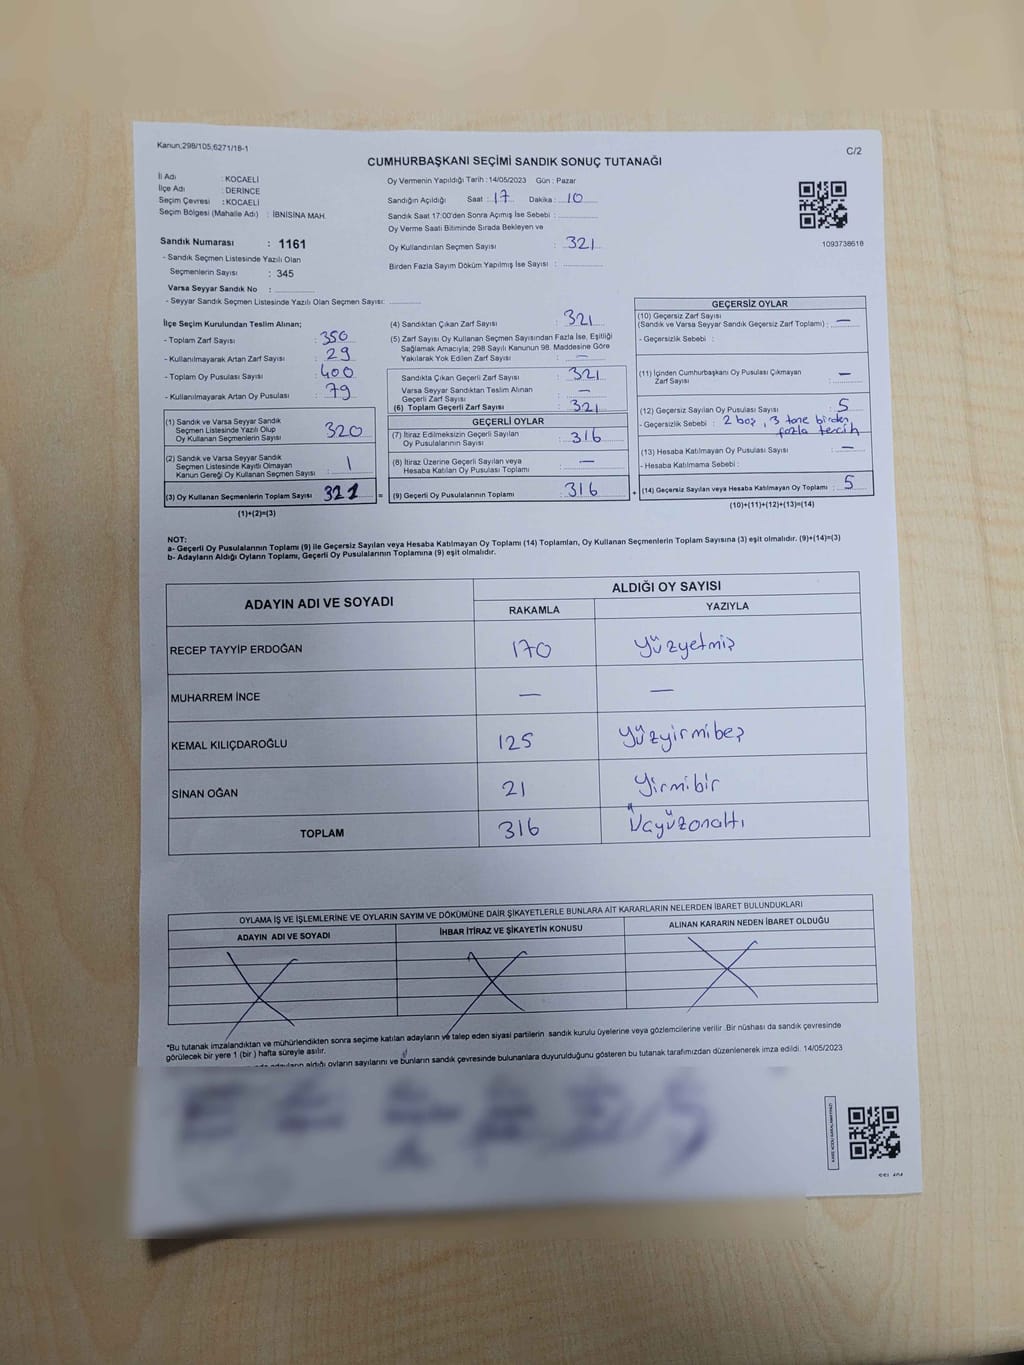 Kanun;298/105;6271/18-1
C/2
CUMHURBAŞKANI SEÇİMİ SANDIK SONUÇ TUTANAĞI
İl Adı : KOCAELİ
İlçe Adı : DERİNCE
Seçim Çevresi : KOCAELİ
Seçim Bölgesi (Mahalle Adı) : İBNİSİNA MAH.
Sandık Numarası : 1161
- Sandık Seçmen Listesinde Yazılı Olan
Seçmenlerin Sayısı : 345
Varsa Seyyar Sandık No :
- Seyyar Sandık Seçmen Listesinde Yazılı Olan Seçmen Sayısı:
Oy Vermenin Yapıldığı Tarih : 14/05/2023 Gün : Pazar
Sandığın Açıldığı Saat : 17 Dakika : 10
Sandık Saat 17:00'den Sonra Açmış İse Sebebi :
Oy Verme Saati Bitiminde Sırada Bekleyen ve
Oy Kullandırılan Seçmen Sayısı : 321
Birden Fazla Sayım Döküm Yapılmış İse Sayısı :
1093738618
İlçe Seçim Kurulundan Teslim Alınan;
- Toplam Zarf Sayısı : 350
- Kullanılmayarak Artan Zarf Sayısı : 29
- Toplam Oy Pusulası Sayısı : 400
- Kullanılmayarak Artan Oy Pusulası : 79
(1) Sandık ve Varsa Seyyar Sandık
Seçmen Listesinde Yazılı Olup
Oy Kullanan Seçmenlerin Sayısı 320
(2) Sandık ve Varsa Seyyar Sandık
Seçmen Listesinde Kayıtlı Olmayan
Kanun Gereği Oy Kullanan Seçmen Sayısı : 1
(3) Oy Kullanan Seçmenlerin Toplam Sayısı 321 =
(1)+(2)=(3)
(4) Sandıktan Çıkan Zarf Sayısı : 321
(5) Zarf Sayısı Oy Kullanan Seçmen Sayısından Fazla İse, Eşitliği
Sağlamak Amacıyla; 298 Sayılı Kanunun 98. Maddesine Göre
Yakılarak Yok Edilen Zarf Sayısı : —
Sandıkta Çıkan Geçerli Zarf Sayısı : 321
Varsa Seyyar Sandıktan Teslim Alınan
Geçerli Zarf Sayısı : —
(6) Toplam Geçerli Zarf Sayısı : 321
GEÇERLİ OYLAR
(7) İtiraz Edilmeksizin Geçerli Sayılan
Oy Pusulalarının Sayısı : 316
(8) İtiraz Üzerine Geçerli Sayılan veya
Hesaba Katılan Oy Pusulası Toplamı : —
(9) Geçerli Oy Pusulalarının Toplamı : 316 +
GEÇERSİZ OYLAR
(10) Geçersiz Zarf Sayısı
(Sandık ve Varsa Seyyar Sandık Geçersiz Zarf Toplamı) : —
- Geçersizlik Sebebi :
(11) İçinden Cumhurbaşkanı Oy Pusulası Çıkmayan
Zarf Sayısı : —
(12) Geçersiz Sayılan Oy Pusulası Sayısı : 5
- Geçersizlik Sebebi : 2 boş, 3 tane birden
fazla tercih
(13) Hesaba Katılmayan Oy Pusulası Sayısı : —
- Hesaba Katılmama Sebebi :
(14) Geçersiz Sayılan veya Hesaba Katılmayan Oy Toplamı : 5
(10)+(11)+(12)+(13)=(14)
NOT:
a- Geçerli Oy Pusulalarının Toplamı (9) ile Geçersiz Sayılan veya Hesaba Katılmayan Oy Toplamı (14) Toplamları, Oy Kullanan Seçmenlerin Toplam Sayısına (3) eşit olmalıdır. (9)+(14)=(3)
b- Adayların Aldığı Oyların Toplamı, Geçerli Oy Pusulalarının Toplamına (9) eşit olmalıdır.
ADAYIN ADI VE SOYADI ALDIĞI OY SAYISI
RAKAMLA YAZIYLA
RECEP TAYYİP ERDOĞAN 170 Yüzyetmiş
MUHARREM İNCE — —
KEMAL KILIÇDAROĞLU 125 Yüzyirmibeş
SİNAN OĞAN 21 Yirmibir
TOPLAM 316 Üçyüzonaltı
OYLAMA İŞ VE İŞLEMLERİNE VE OYLARIN SAYIM VE DÖKÜMÜNE DAİR ŞİKAYETLERLE BUNLARA AİT KARARLARIN NELERDEN İBARET BULUNDUKLARI
ADAYIN ADI VE SOYADI İHBAR İTİRAZ VE ŞİKAYETİN KONUSU ALINAN KARARIN NEDEN İBARET OLDUĞU
*Bu tutanak imzalandıktan ve mühürlendikten sonra seçime katılan adayların ve talep eden siyasi partilerin sandık kurulu üyelerine veya gözlemcilerine verilir .Bir nüshası da sandık çevresinde
görülecek bir yere 1 (bir ) hafta süreyle asılır.
adayların aldığı oyların sayılarını ve bunların sandık çevresinde bulunanlara duyurulduğunu gösteren bu tutanak tarafımızdan düzenlenerek imza edildi. 14/05/2023